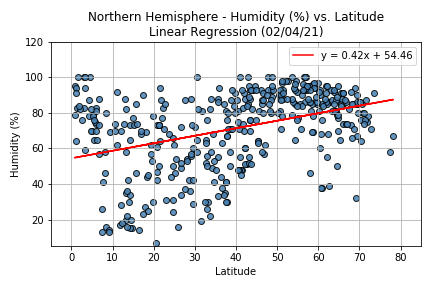 Northern Hemisphere - Humidity (%) vs. Latitude
Linear Regression (02/04/21)
y = 0.42x + 54.46
120
100
80
60
40
20
Humidity (%)
0 10 20 30 40 50 60 70 80
Latitude